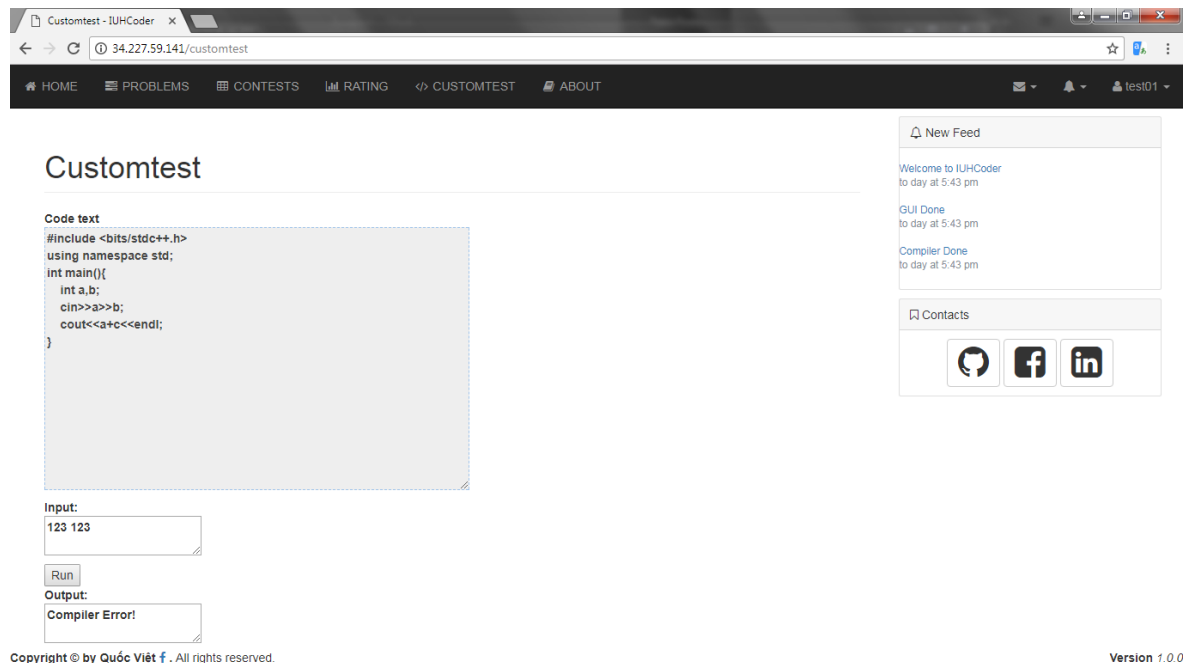 Customtest - IUHCoder
34.227.59.141/customtest
HOME PROBLEMS CONTESTS RATING CUSTOMTEST ABOUT test01
Customtest
Code text
#include <bits/stdc++.h>
using namespace std;
int main(){
    int a,b;
    cin>>a>>b;
    cout<<a+c<<endl;
}
Input:
123 123
Run
Output:
Compiler Error!
New Feed
Welcome to IUHCoder
to day at 5:43 pm
GUI Done
to day at 5:43 pm
Compiler Done
to day at 5:43 pm
Contacts
Copyright © by Quốc Việt . All rights reserved.
Version 1.0.0